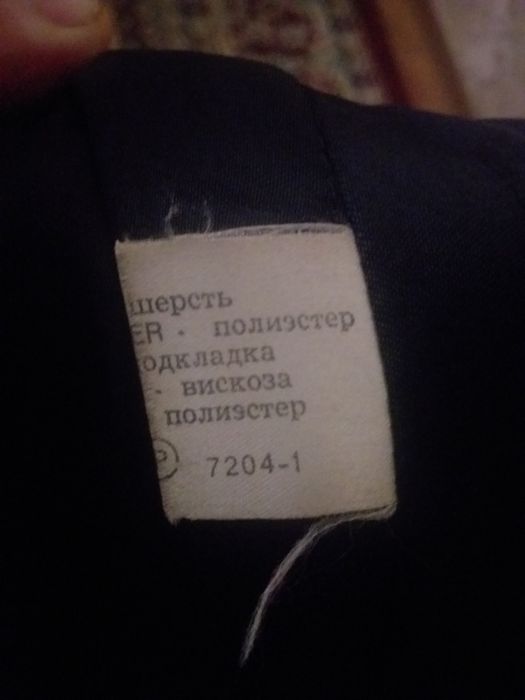 шерсть
ER · полиэстер
одкладка
- вискоза
полиэстер
P 7204-1